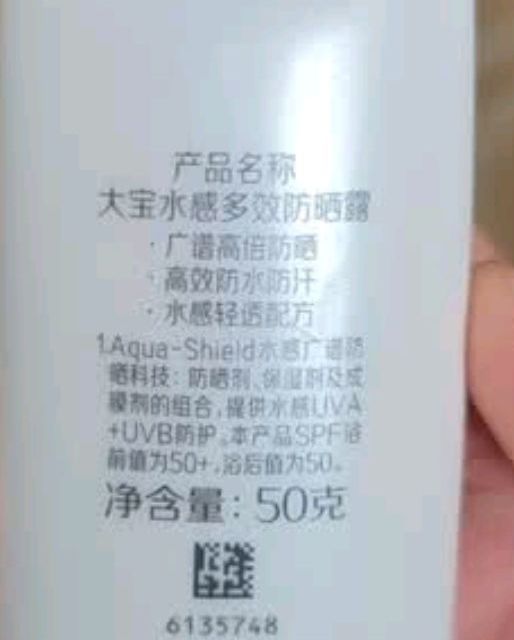 产品名称
大宝水感多效防晒露
·广谱高倍防晒
·高效防水防汗
·水感轻透配方
1.Aqua-Shield水感广谱防
晒科技：防晒剂、保湿剂及成
膜剂的组合，提供水感UVA
+UVB防护。本产品SPF浴
前值为50+，浴后值为50。
净含量：50克
6135748